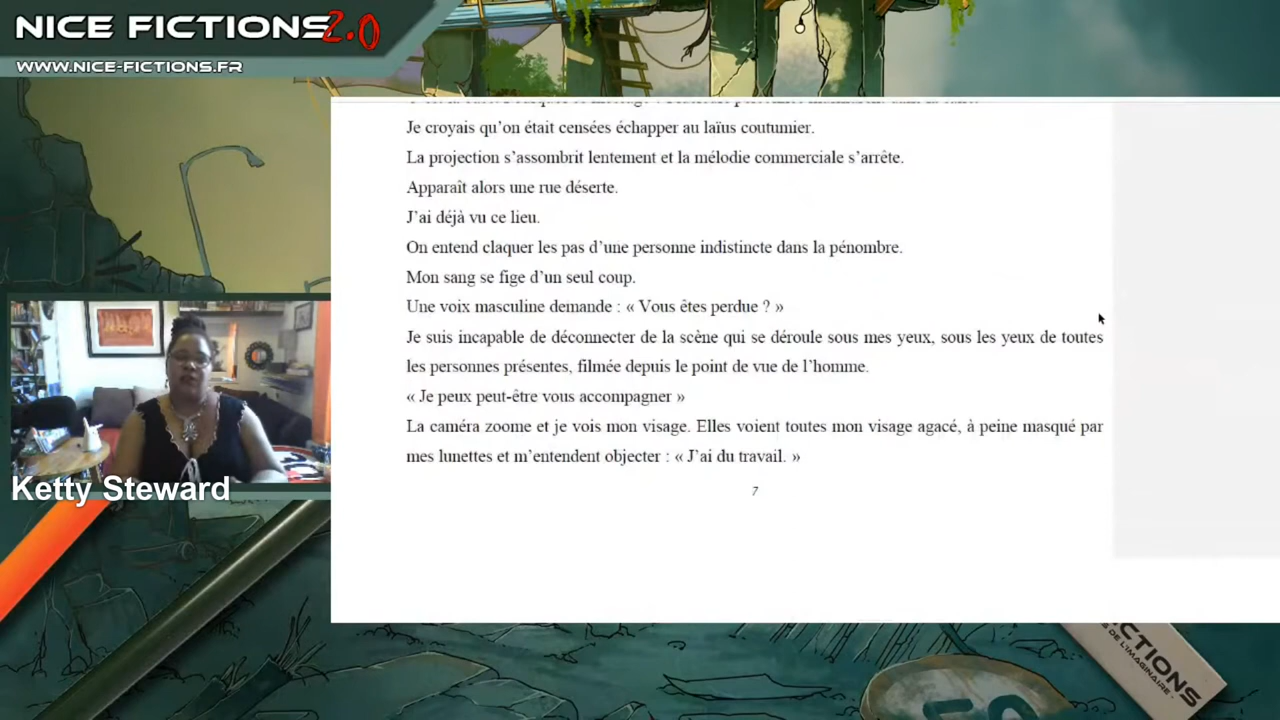 NICE FICTIONS 2.0
WWW.NICE-FICTIONS.FR
Je croyais qu’on était censées échapper au laïus coutumier.
La projection s’assombrit lentement et la mélodie commerciale s’arrête.
Apparaît alors une rue déserte.
J’ai déjà vu ce lieu.
On entend claquer les pas d’une personne indistincte dans la pénombre.
Mon sang se fige d’un seul coup.
Une voix masculine demande : « Vous êtes perdue ? »
Je suis incapable de déconnecter de la scène qui se déroule sous mes yeux, sous les yeux de toutes
les personnes présentes, filmée depuis le point de vue de l’homme.
« Je peux peut-être vous accompagner »
La caméra zoome et je vois mon visage. Elles voient toutes mon visage agacé, à peine masqué par
mes lunettes et m’entendent objecter : « J’ai du travail. »
7
Ketty Steward
CTIONS
DE L'IMAGINAIRE